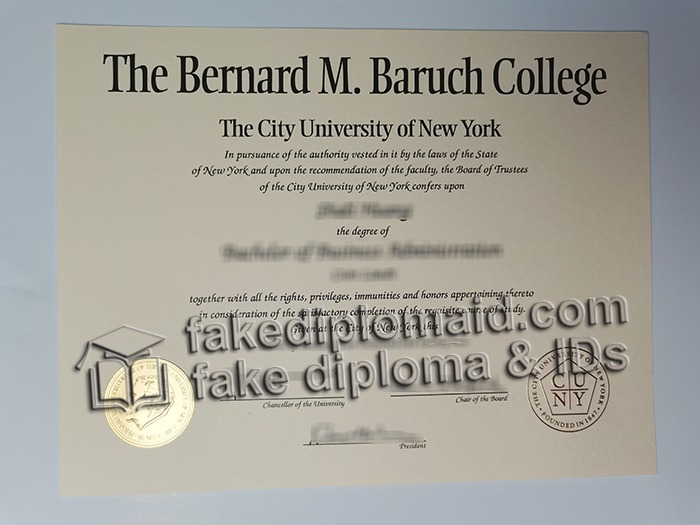 The Bernard M. Baruch College
The City University of New York
In pursuance of the authority vested in it by the laws of the State
of New York and upon the recommendation of the faculty, the Board of Trustees
of the City University of New York confers upon
the degree of
together with all the rights, privileges, immunities and honors appertaining thereto
in consideration of the satisfactory completion of the requisite course of study.
Given at the City of New York this
fakediplomaid.com
fake diploma & IDs
Chancellor of the University
Chair of the Board
President
THE CITY UNIVERSITY OF NEW YORK
CU
NY
FOUNDED IN 1847